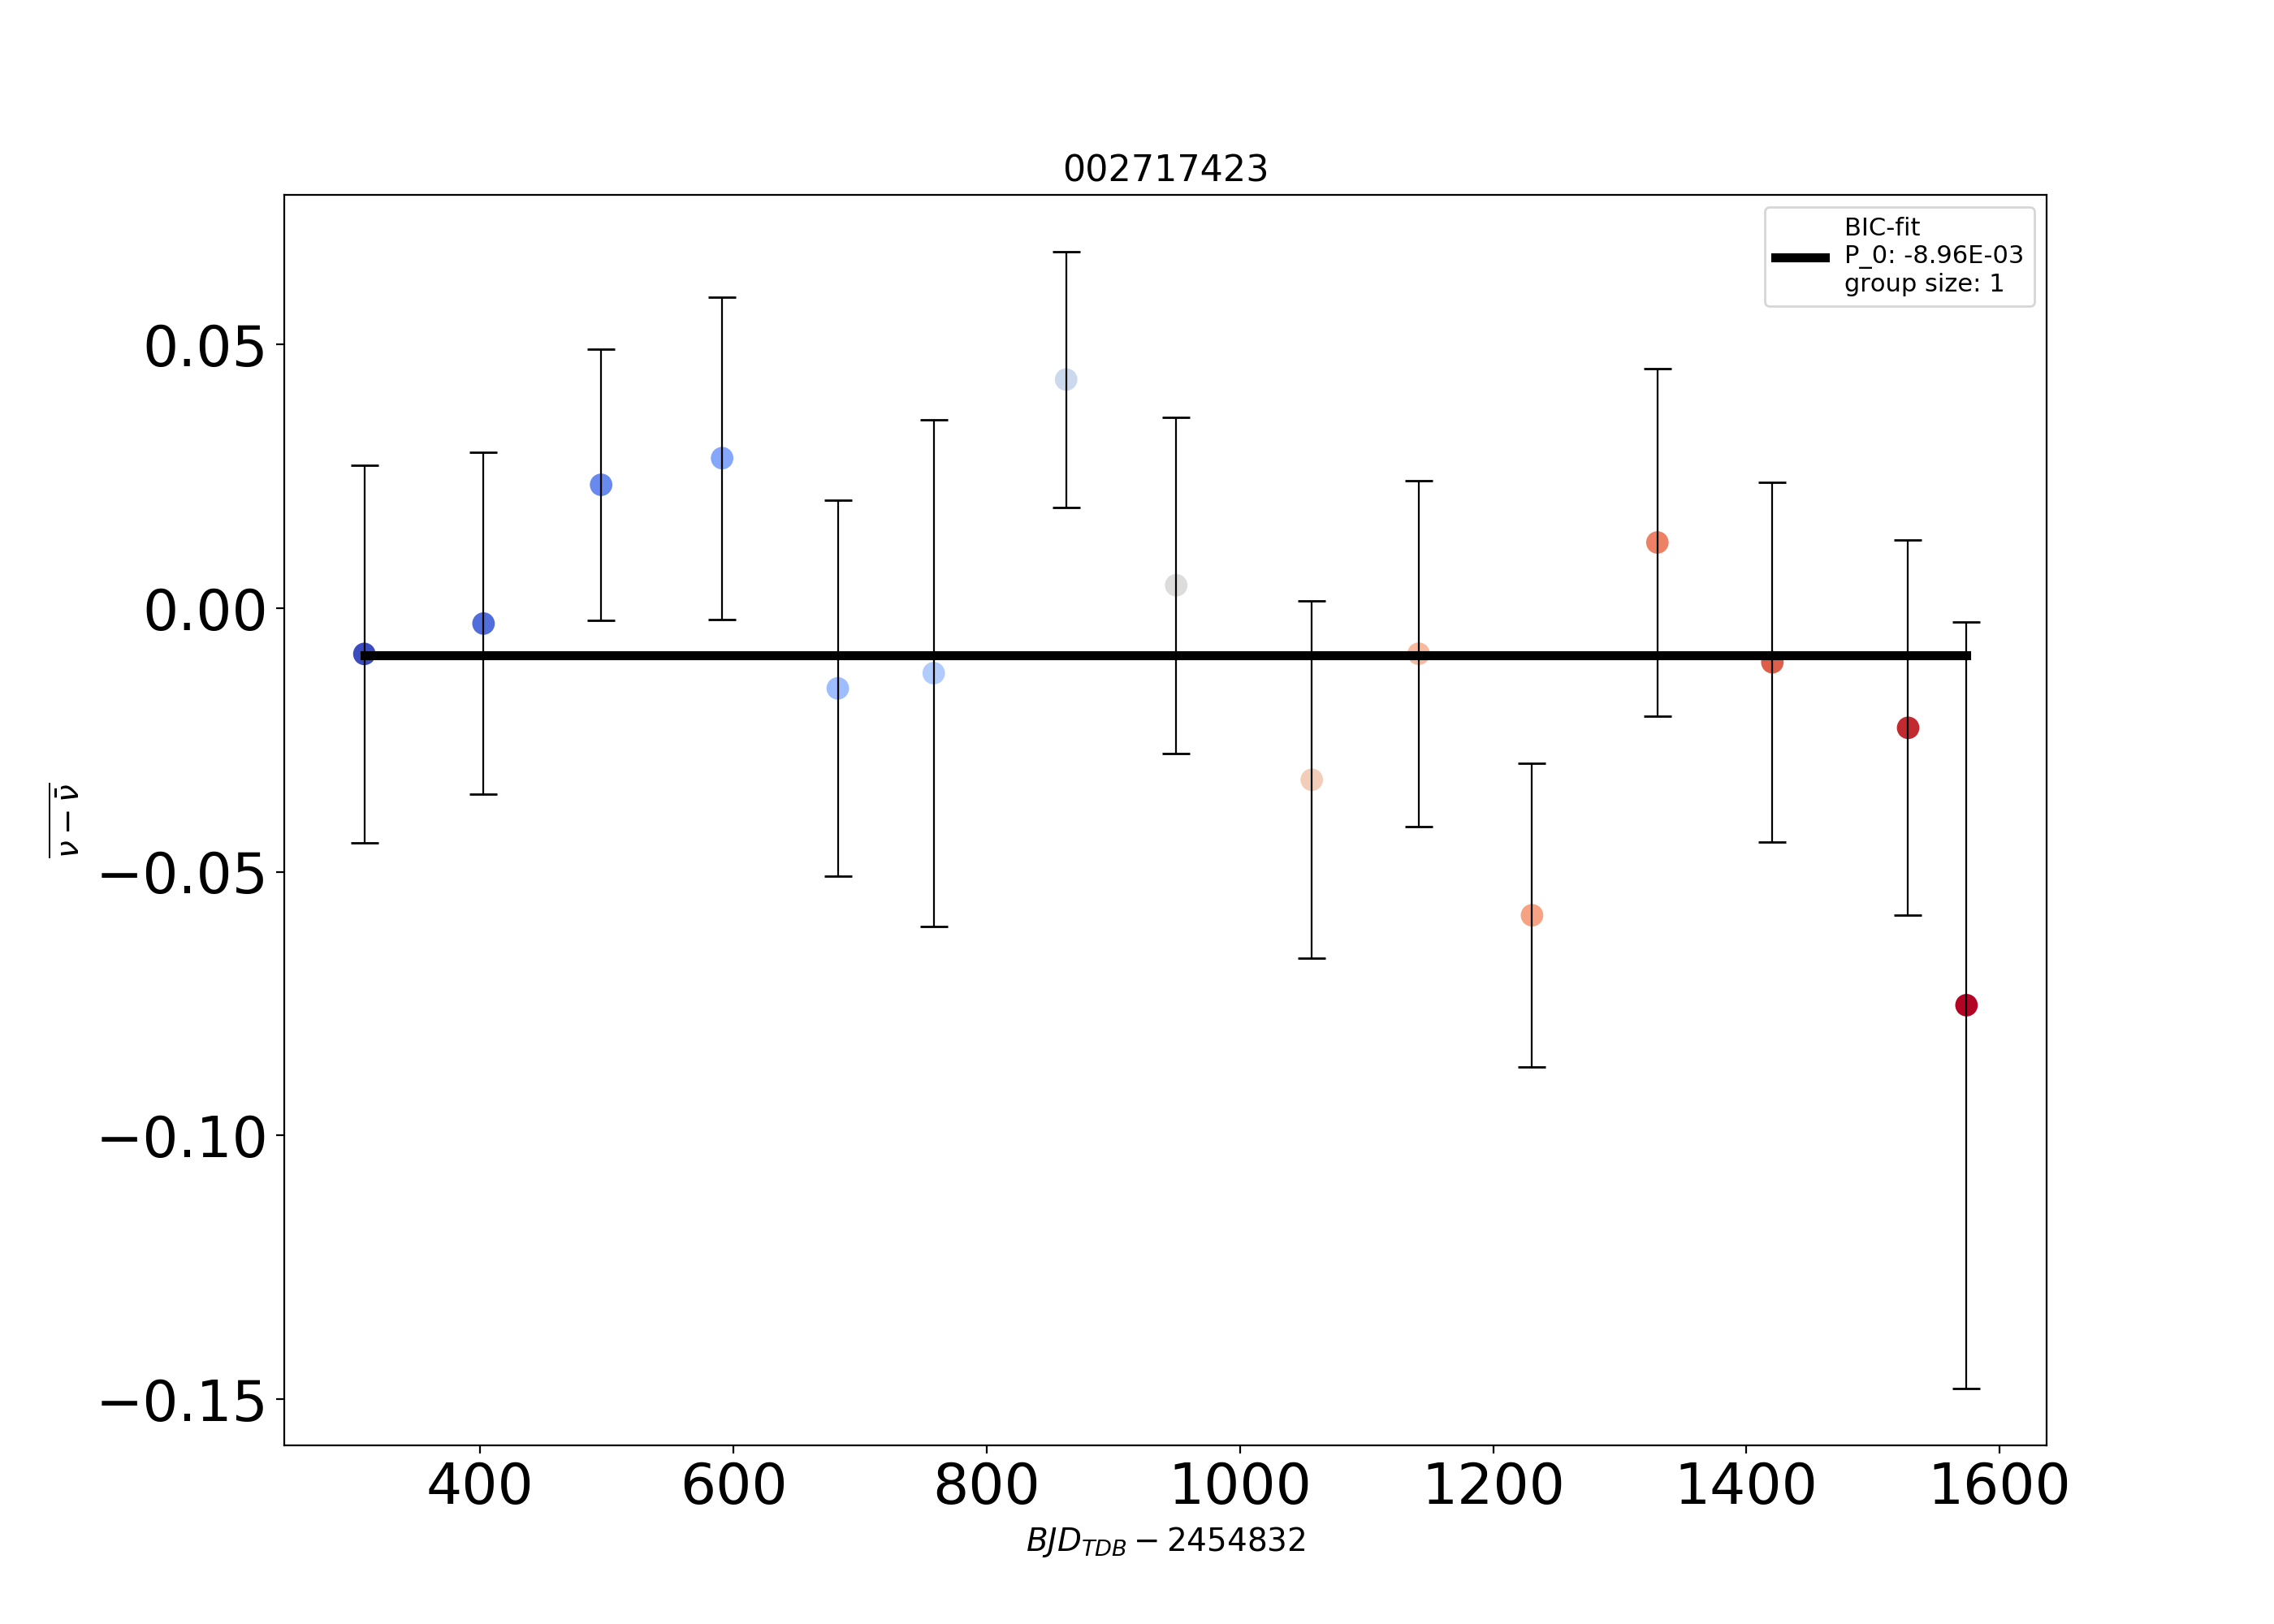 002717423
BIC-fit
P_0: -8.96E-03
group size: 1
0.05
0.00
−0.05
−0.10
−0.15
ν − ν̄
400 600 800 1000 1200 1400 1600
BJD_TDB − 2454832